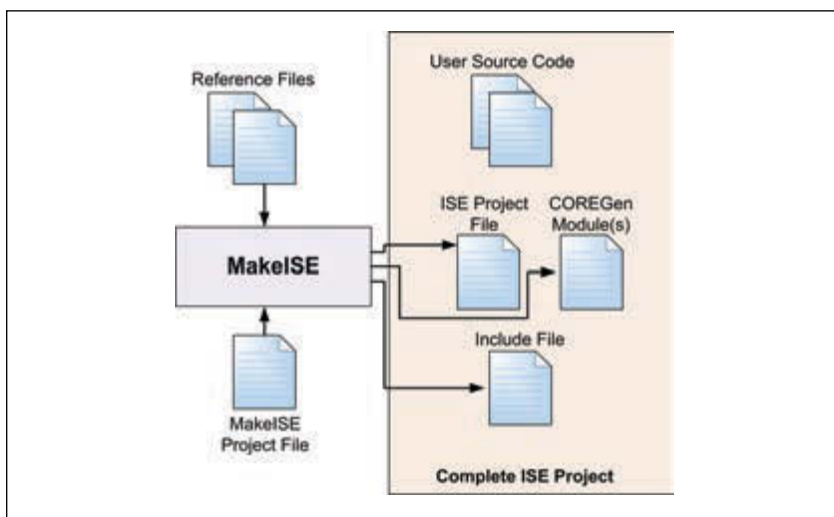 Reference Files
User Source Code
ISE Project
File
COREGen
Module(s)
MakeISE
Include File
MakeISE
Project File
Complete ISE Project